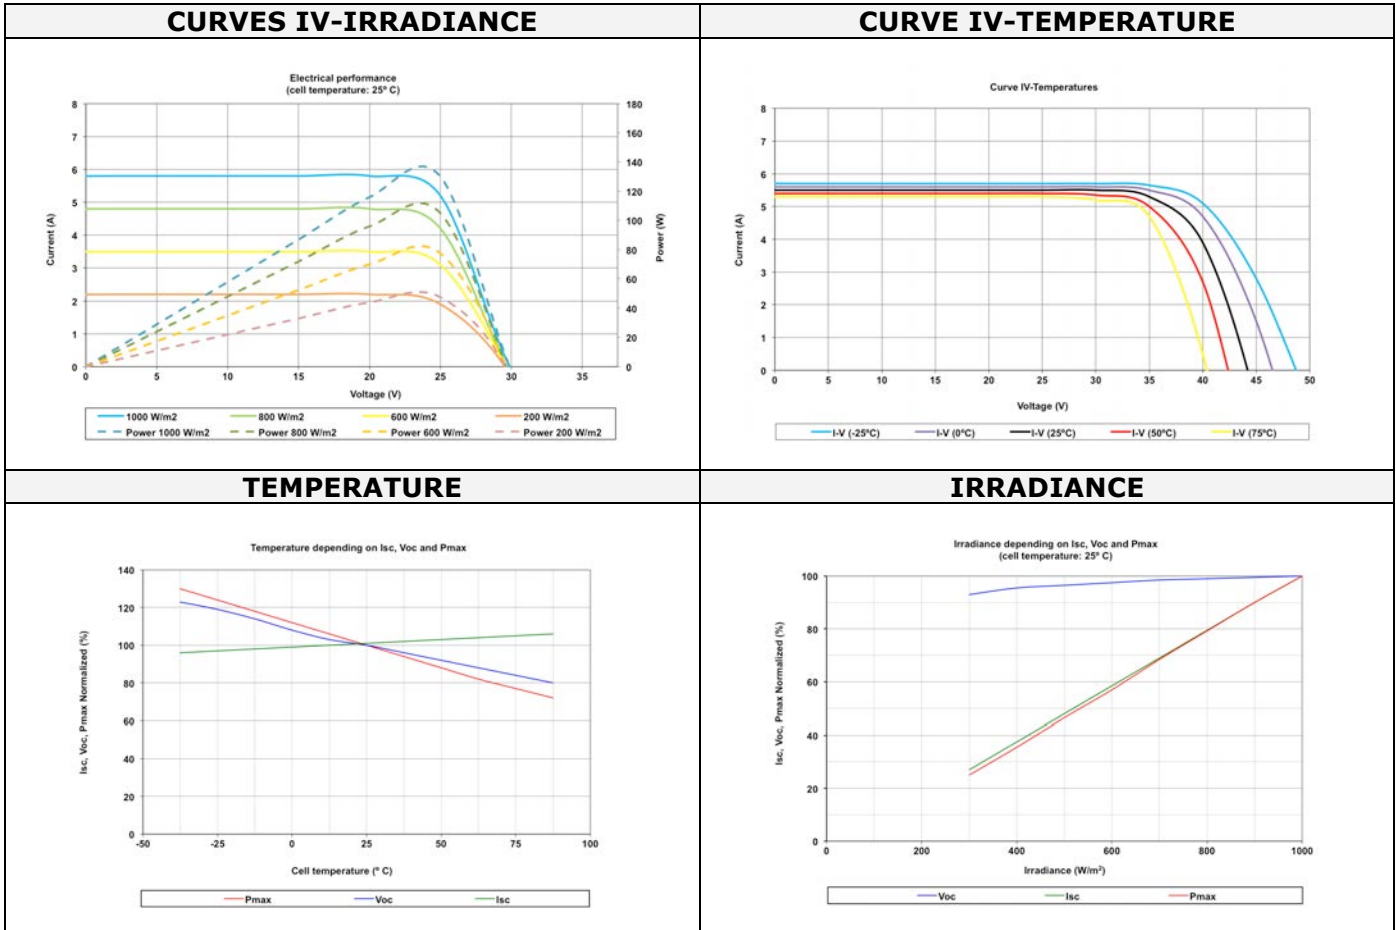 CURVES IV-IRRADIANCE
CURVE IV-TEMPERATURE
Electrical performance
(cell temperature: 25º C)
8 180
7 160
6 140
5 120
4 100
3 80
2 60
1 40
0 20
0
Current (A)
Power (W)
0 5 10 15 20 25 30 35
Voltage (V)
1000 W/m2 800 W/m2 600 W/m2 200 W/m2
Power 1000 W/m2 Power 800 W/m2 Power 600 W/m2 Power 200 W/m2
Curve IV-Temperatures
8
7
6
5
4
3
2
1
0
Current (A)
0 5 10 15 20 25 30 35 40 45 50
Voltage (V)
I-V (-25ºC) I-V (0ºC) I-V (25ºC) I-V (50ºC) I-V (75ºC)
TEMPERATURE
IRRADIANCE
Temperature depending on Isc, Voc and Pmax
140
120
100
80
60
40
20
0
Isc, Voc, Pmax Normalized (%)
-50 -25 0 25 50 75 100
Cell temperature (º C)
Pmax Voc Isc
Irradiance depending on Isc, Voc and Pmax
(cell temperature: 25º C)
100
80
60
40
20
0
Isc, Voc, Pmax Normalized (%)
0 200 400 600 800 1000
Irradiance (W/m²)
Voc Isc Pmax